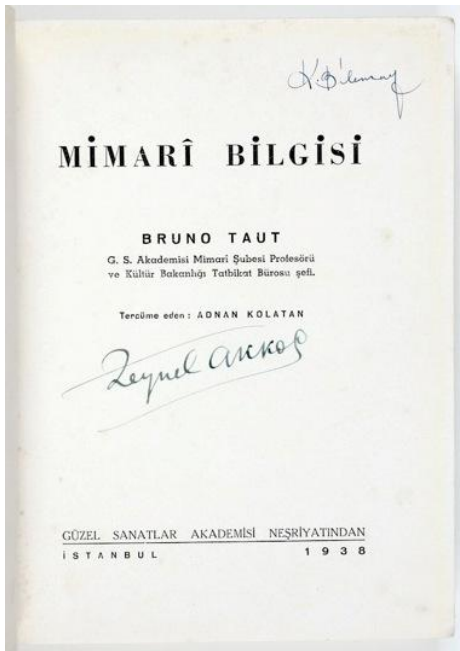 K. Bilemay
MİMARÎ BİLGİSİ
BRUNO TAUT
G. S. Akademisi Mimarî Şubesi Profesörü
ve Kültür Bakanlığı Tatbikat Bürosu şefi.
Tercüme eden : ADNAN KOLATAN
Zeynel Akkoç
GÜZEL SANATLAR AKADEMİSİ NEŞRİYATINDAN
İSTANBUL 1938